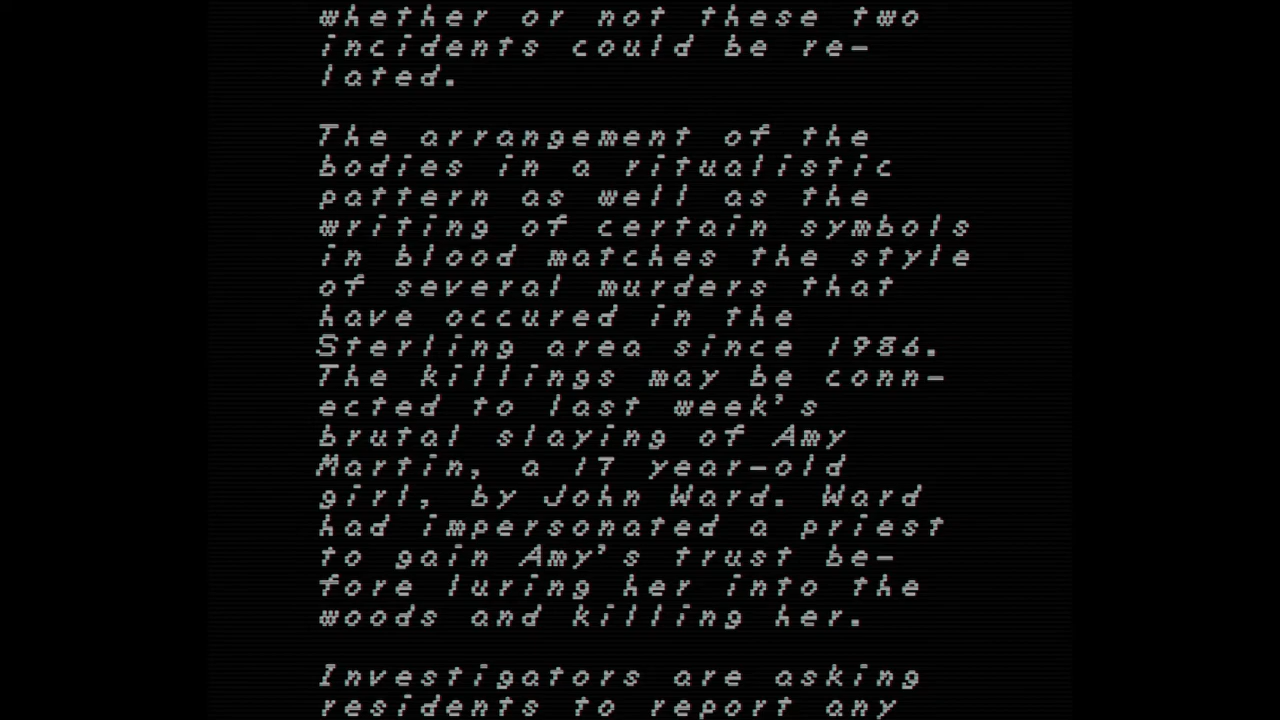 whether or not these two
incidents could be re-
lated.
The arrangement of the
bodies in a ritualistic
pattern as well as the
writing of certain symbols
in blood matches the style
of several murders that
have occured in the
Sterling area since 1986.
The killings may be conn-
ected to last week's
brutal slaying of Amy
Martin, a 17 year-old
girl, by John Ward. Ward
had impersonated a priest
to gain Amy's trust be-
fore luring her into the
woods and killing her.
Investigators are asking
residents to report any